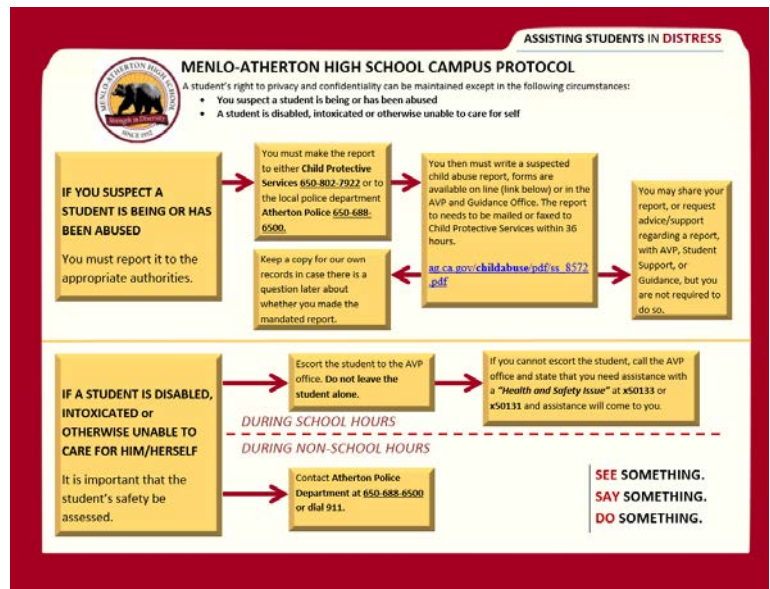 ASSISTING STUDENTS IN DISTRESS
MENLO-ATHERTON HIGH SCHOOL CAMPUS PROTOCOL
A student's right to privacy and confidentiality can be maintained except in the following circumstances:
• You suspect a student is being or has been abused
• A student is disabled, intoxicated or otherwise unable to care for self
MENLO-ATHERTON HIGH SCHOOL
Strength in Diversity
SINCE 1952
IF YOU SUSPECT A
STUDENT IS BEING OR HAS
BEEN ABUSED
You must report it to the
appropriate authorities.
You must make the report
to either Child Protective
Services 650-802-7922 or to
the local police department
Atherton Police 650-688-
6500.
You then must write a suspected
child abuse report, forms are
available on line (link below) or in the
AVP and Guidance Office. The report
to needs to be mailed or faxed to
Child Protective Services within 36
hours.
ag.ca.gov/childabuse/pdf/ss_8572
.pdf
Keep a copy for our own
records in case there is a
question later about
whether you made the
mandated report.
You may share your
report, or request
advice/support
regarding a report,
with AVP, Student
Support, or
Guidance, but you
are not required to
do so.
IF A STUDENT IS DISABLED,
INTOXICATED or
OTHERWISE UNABLE TO
CARE FOR HIM/HERSELF
It is important that the
student's safety be
assessed.
Escort the student to the AVP
office. Do not leave the
student alone.
If you cannot escort the student, call the AVP
office and state that you need assistance with
a "Health and Safety Issue" at x50133 or
x50131 and assistance will come to you.
DURING SCHOOL HOURS
DURING NON-SCHOOL HOURS
Contact Atherton Police
Department at 650-688-6500
or dial 911.
SEE SOMETHING.
SAY SOMETHING.
DO SOMETHING.